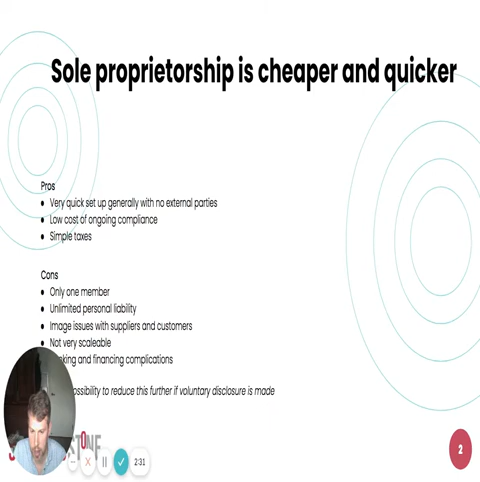 Sole proprietorship is cheaper and quicker
Pros
Very quick set up generally with no external parties
Low cost of ongoing compliance
Simple taxes
Cons
Only one member
Unlimited personal liability
Image issues with suppliers and customers
Not very scaleable
and financing complications
to reduce this further if voluntary disclosure is made
2:31
2